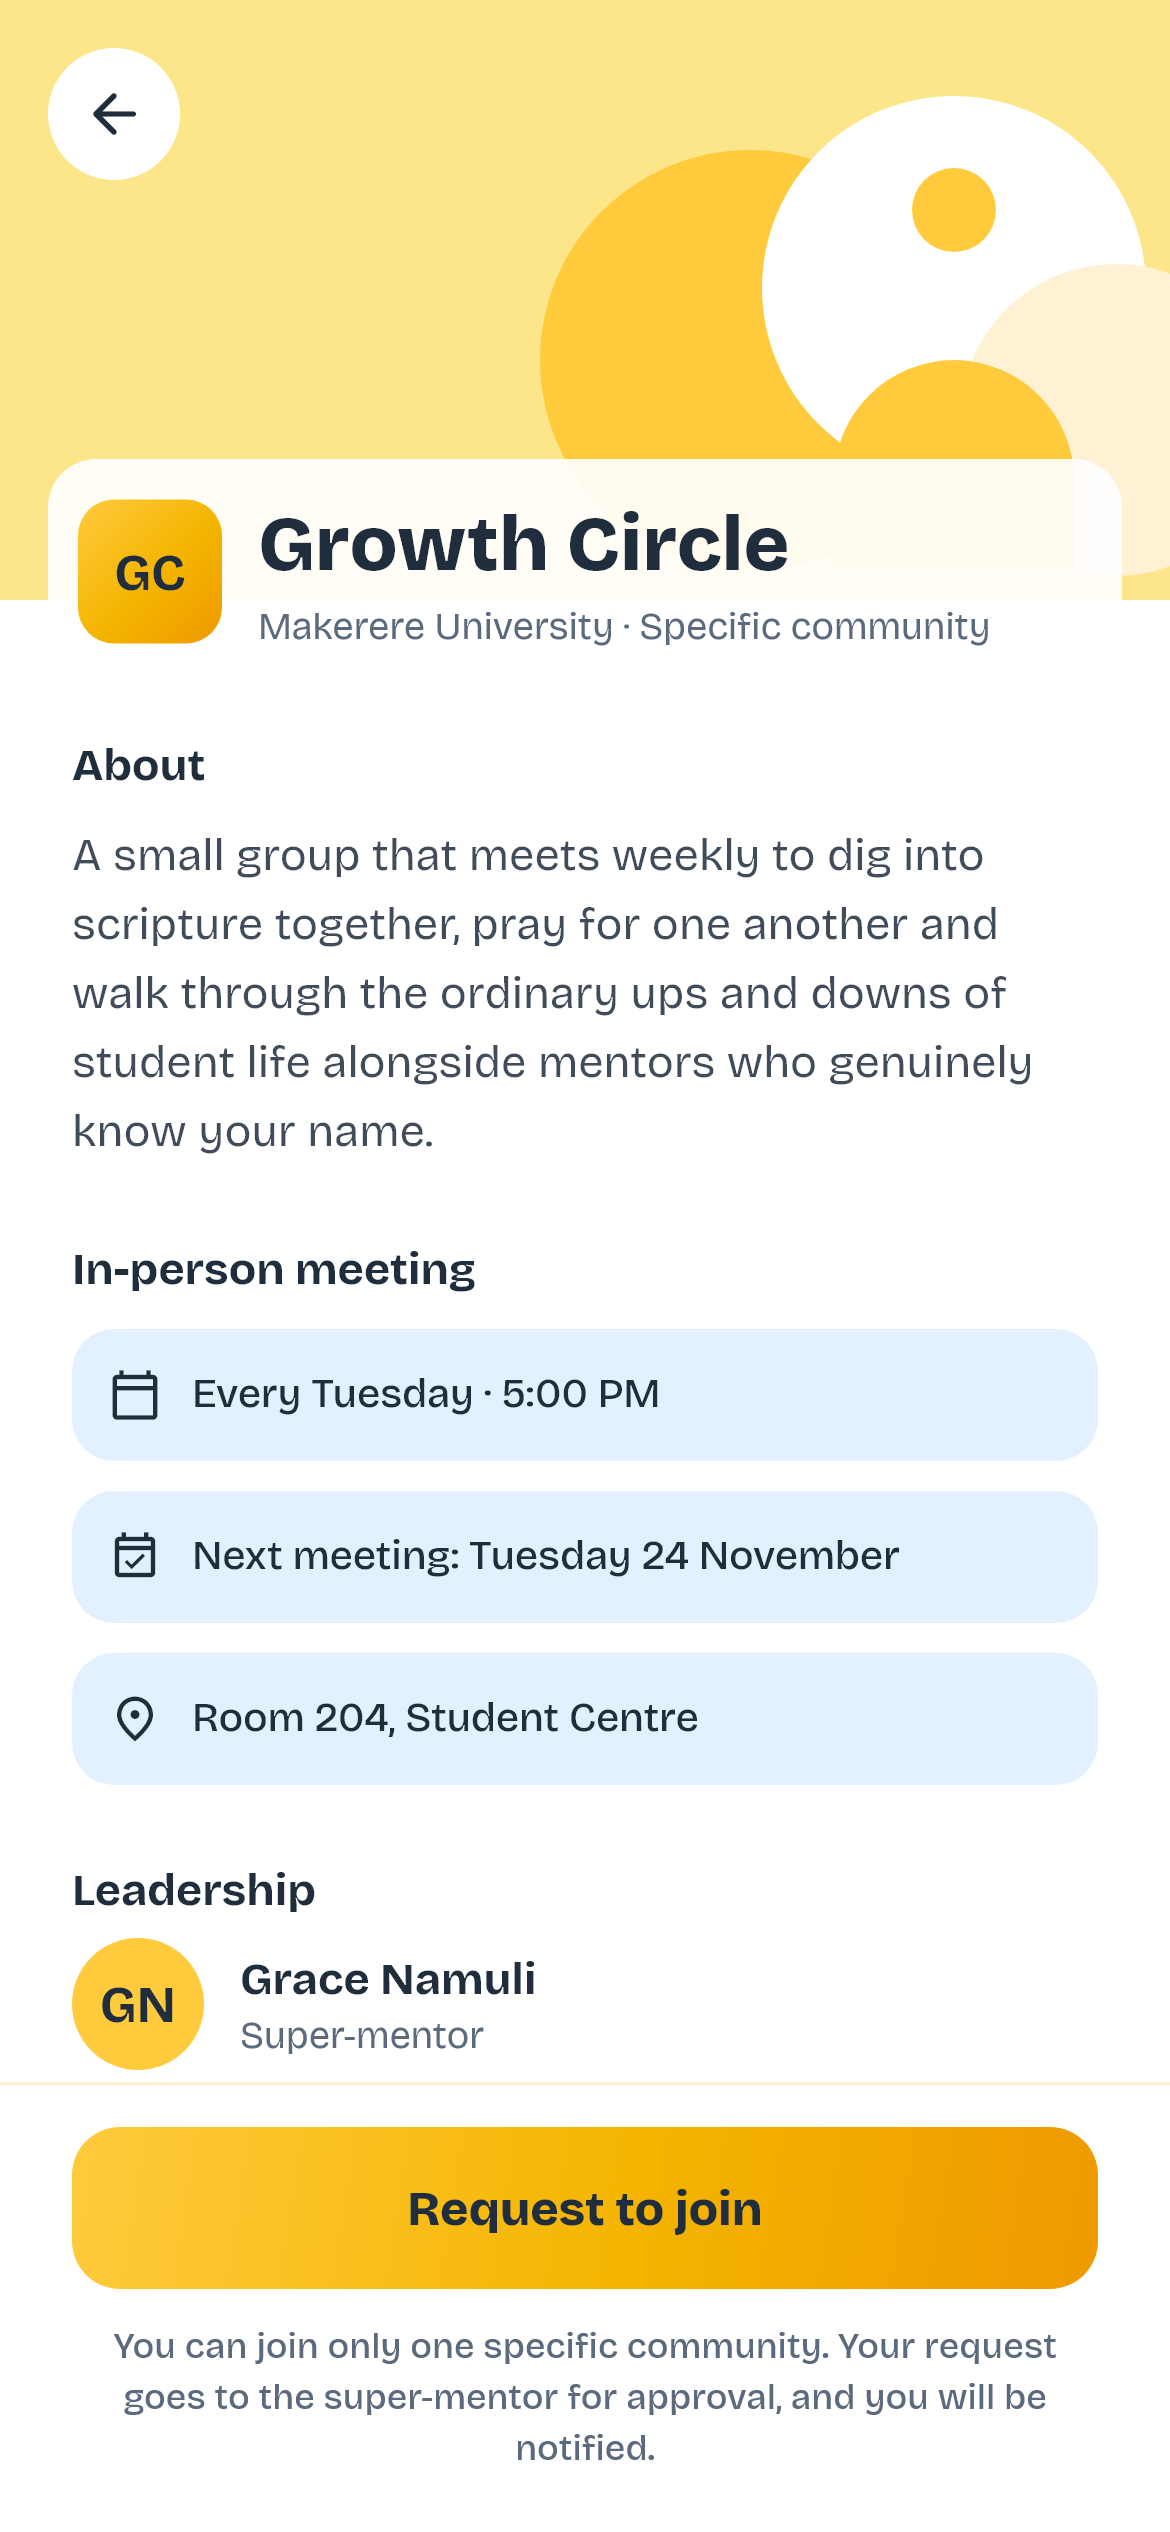 GC
Growth Circle
Makerere University · Specific community
About
A small group that meets weekly to dig into
scripture together, pray for one another and
walk through the ordinary ups and downs of
student life alongside mentors who genuinely
know your name.
In-person meeting
Every Tuesday · 5:00 PM
Next meeting: Tuesday 24 November
Room 204, Student Centre
Leadership
GN
Grace Namuli
Super-mentor
Request to join
You can join only one specific community. Your request
goes to the super-mentor for approval, and you will be
notified.